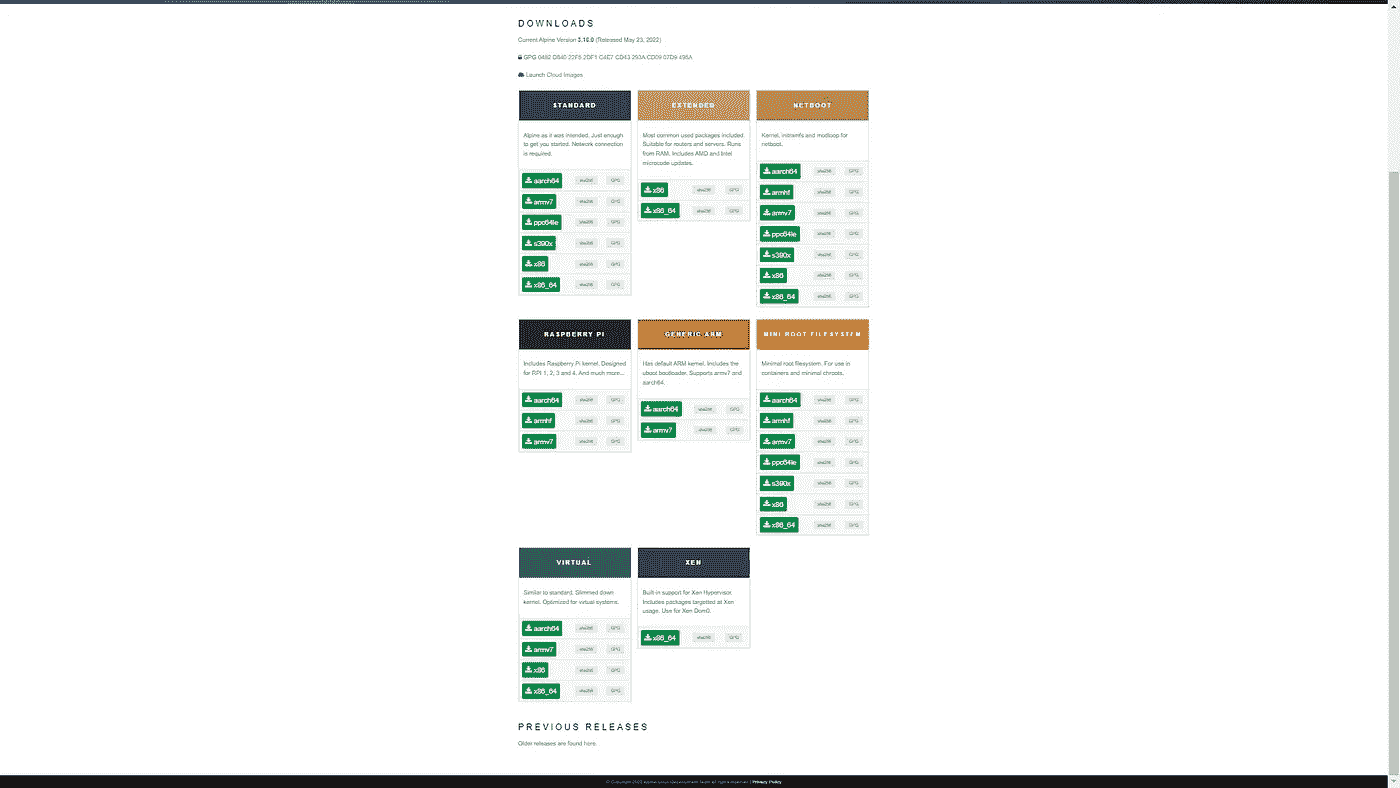 DOWNLOADS
Current Alpine Version 3.16.0 (Released May 23, 2022)
GPG 0482 D840 22F5 2DF1 C4E7 CD43 293A CD09 07D9 495A
Launch Cloud Images
STANDARD
Alpine as it was intended. Just enough
to get you started. Network connection
is required.
aarch64 sha256 GPG
armv7 sha256 GPG
ppc64le sha256 GPG
s390x sha256 GPG
x86 sha256 GPG
x86_64 sha256 GPG
EXTENDED
Most common used packages included.
Suitable for routers and servers. Runs
from RAM. Includes AMD and Intel
microcode updates.
x86 sha256 GPG
x86_64 sha256 GPG
NETBOOT
Kernel, initramfs and modloop for
netboot.
aarch64 sha256 GPG
armhf sha256 GPG
armv7 sha256 GPG
ppc64le sha256 GPG
s390x sha256 GPG
x86 sha256 GPG
x86_64 sha256 GPG
RASPBERRY PI
Includes Raspberry Pi kernel. Designed
for RPI 1, 2, 3 and 4. And much more...
aarch64 sha256 GPG
armhf sha256 GPG
armv7 sha256 GPG
GENERIC ARM
Has default ARM kernel. Includes the
uboot bootloader. Supports armv7 and
aarch64.
aarch64 sha256 GPG
armv7 sha256 GPG
MINI ROOT FILESYSTEM
Minimal root filesystem. For use in
containers and minimal chroots.
aarch64 sha256 GPG
armhf sha256 GPG
armv7 sha256 GPG
ppc64le sha256 GPG
s390x sha256 GPG
x86 sha256 GPG
x86_64 sha256 GPG
VIRTUAL
Similar to standard. Slimmed down
kernel. Optimized for virtual systems.
aarch64 sha256 GPG
armv7 sha256 GPG
x86 sha256 GPG
x86_64 sha256 GPG
XEN
Built-in support for Xen Hypervisor.
Includes packages targetted at Xen
usage. Use for Xen Dom0.
x86_64 sha256 GPG
PREVIOUS RELEASES
Older releases are found here.
© Copyright 2022 Alpine Linux Development Team all rights reserved | Privacy Policy